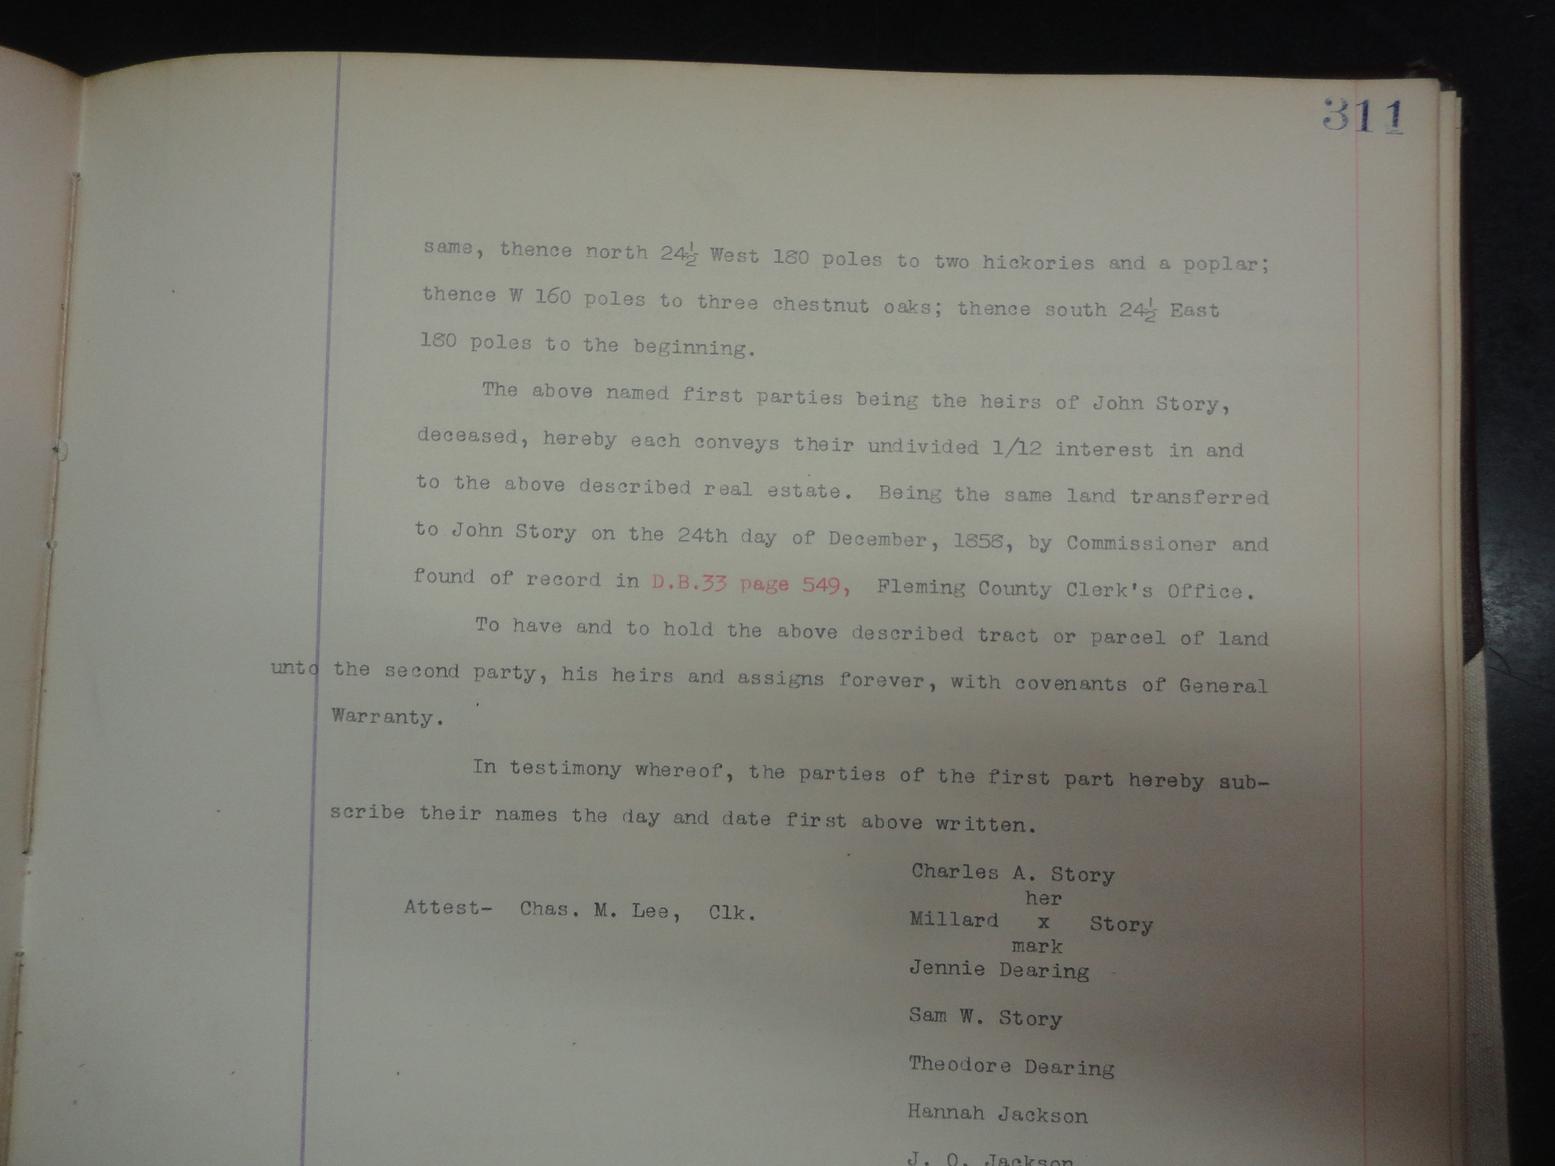 311
same, thence north 24½ West 180 poles to two hickories and a poplar;
thence W 160 poles to three chestnut oaks; thence south 24½ East
180 poles to the beginning.
The above named first parties being the heirs of John Story,
deceased, hereby each conveys their undivided 1/12 interest in and
to the above described real estate. Being the same land transferred
to John Story on the 24th day of December, 1858, by Commissioner and
found of record in D.B.33 page 549, Fleming County Clerk's Office.
To have and to hold the above described tract or parcel of land
unto the second party, his heirs and assigns forever, with covenants of General
Warranty.
In testimony whereof, the parties of the first part hereby sub-
scribe their names the day and date first above written.
Charles A. Story
her
Attest- Chas. M. Lee, Clk. Millard x Story
mark
Jennie Dearing
Sam W. Story
Theodore Dearing
Hannah Jackson
J. O. Jackson